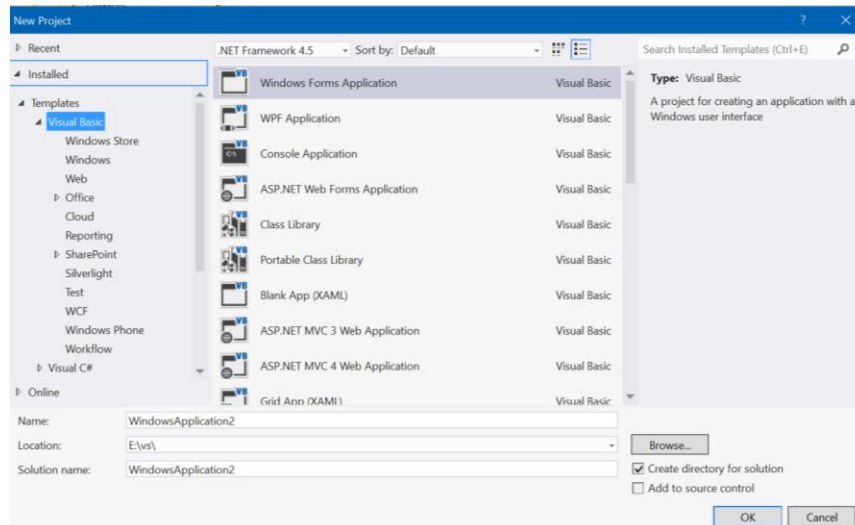 New Project
? ×
Recent
Installed
Templates
Visual Basic
Windows Store
Windows
Web
Office
Cloud
Reporting
SharePoint
Silverlight
Test
WCF
Windows Phone
Workflow
Visual C#
Online
.NET Framework 4.5 Sort by: Default
Windows Forms Application Visual Basic
WPF Application Visual Basic
Console Application Visual Basic
ASP.NET Web Forms Application Visual Basic
Class Library Visual Basic
Portable Class Library Visual Basic
Blank App (XAML) Visual Basic
ASP.NET MVC 3 Web Application Visual Basic
ASP.NET MVC 4 Web Application Visual Basic
Grid App (XAML) Visual Basic
Search Installed Templates (Ctrl+E)
Type: Visual Basic
A project for creating an application with a
Windows user interface
Name: WindowsApplication2
Location: E:\vs\
Solution name: WindowsApplication2
Browse...
Create directory for solution
Add to source control
OK Cancel